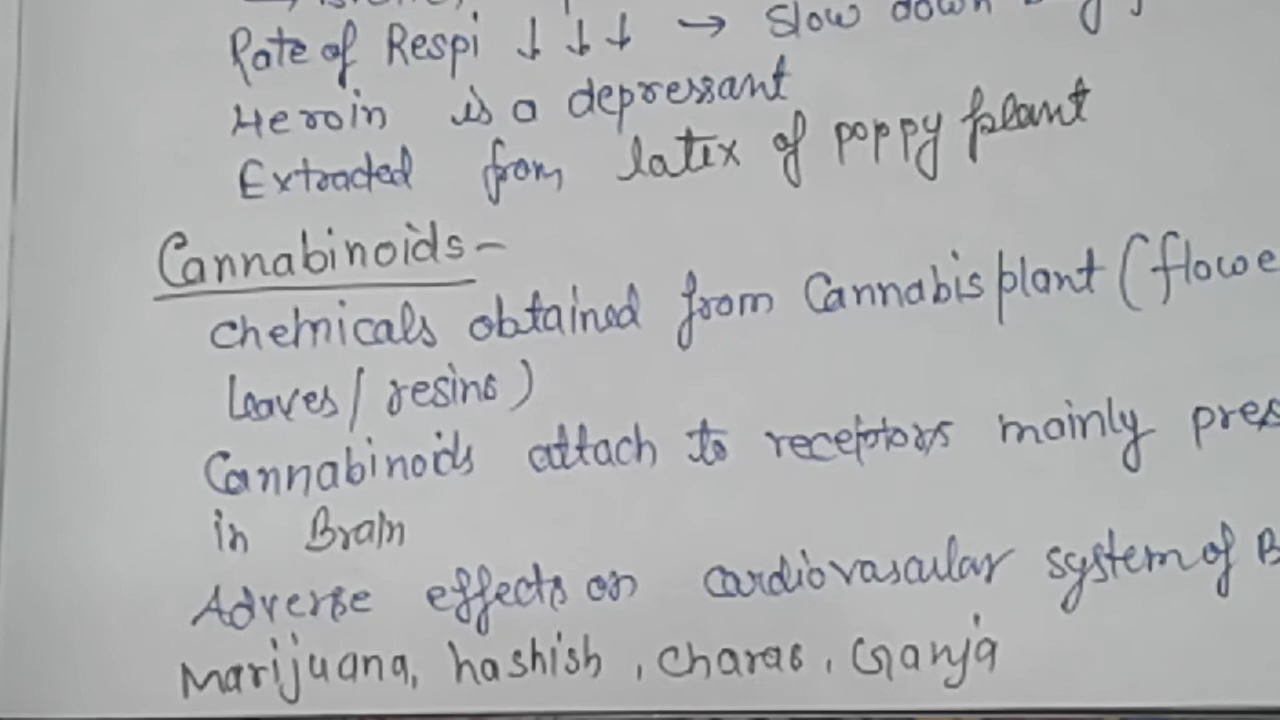 Rate of Respi ↓ ↓ ↓ → Slow down
Heroin is a depressant
Extracted from latex of poppy plant
Cannabinoids -
chemicals obtained from Cannabis plant (flowe
leaves / resins)
Cannabinoids attach to receptors mainly pres
in Brain
Adverse effects on cardiovascular system of B
Marijuana, hashish, charas, Ganja